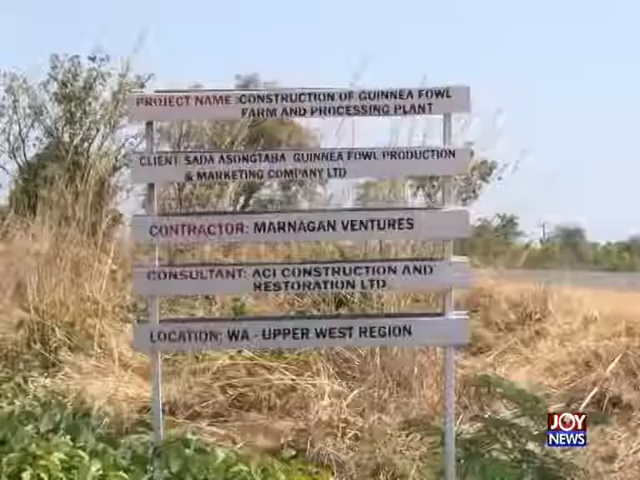 PROJECT NAME :CONSTRUCTION OF GUINNEA FOWL
FARM AND PROCESSING PLANT
CLIENT SADA ASONGTABA GUINNEA FOWL PRODUCTION
& MARKETING COMPANY LTD
CONTRACTOR: MARNAGAN VENTURES
CONSULTANT: ACI CONSTRUCTION AND
RESTORATION LTD
LOCATION: WA - UPPER WEST REGION
JOY
NEWS